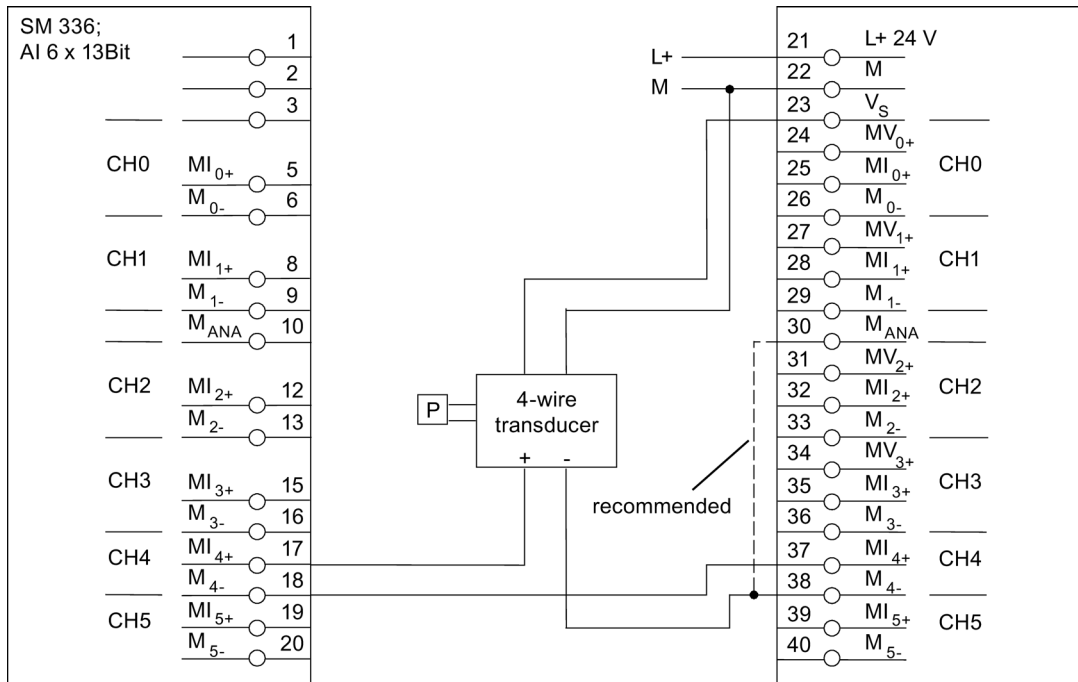 SM 336;
AI 6 x 13Bit
1
2
3
CH0
MI0+ 5
M0- 6
CH1
MI1+ 8
M1- 9
MANA 10
CH2
MI2+ 12
M2- 13
CH3
MI3+ 15
M3- 16
CH4
MI4+ 17
M4- 18
CH5
MI5+ 19
M5- 20
L+
M
P
4-wire
transducer
+ -
recommended
21 L+ 24 V
22 M
23 VS
24 MV0+
CH0
25 MI0+
26 M0-
27 MV1+
CH1
28 MI1+
29 M1-
30 MANA
31 MV2+
CH2
32 MI2+
33 M2-
34 MV3+
CH3
35 MI3+
36 M3-
37 MI4+
CH4
38 M4-
39 MI5+
CH5
40 M5-